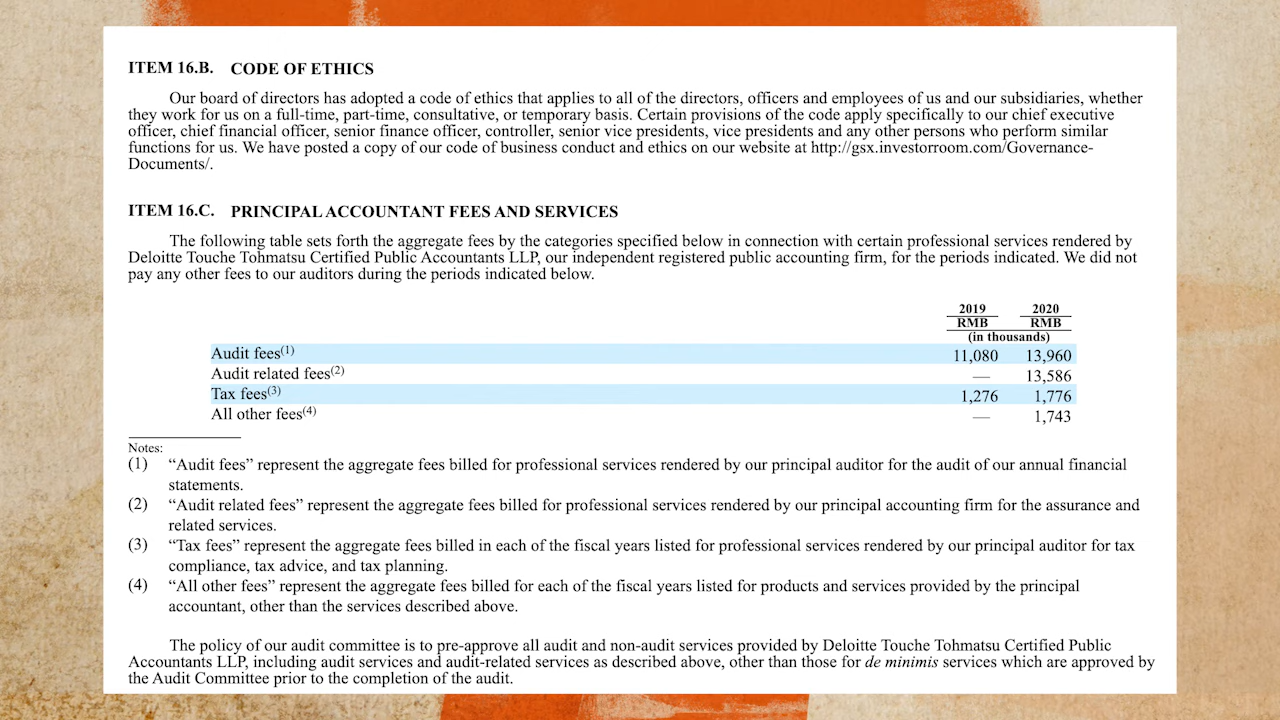 ITEM 16.B. CODE OF ETHICS
Our board of directors has adopted a code of ethics that applies to all of the directors, officers and employees of us and our subsidiaries, whether
they work for us on a full-time, part-time, consultative, or temporary basis. Certain provisions of the code apply specifically to our chief executive
officer, chief financial officer, senior finance officer, controller, senior vice presidents, vice presidents and any other persons who perform similar
functions for us. We have posted a copy of our code of business conduct and ethics on our website at http://gsx.investorroom.com/Governance-
Documents/.
ITEM 16.C. PRINCIPAL ACCOUNTANT FEES AND SERVICES
The following table sets forth the aggregate fees by the categories specified below in connection with certain professional services rendered by
Deloitte Touche Tohmatsu Certified Public Accountants LLP, our independent registered public accounting firm, for the periods indicated. We did not
pay any other fees to our auditors during the periods indicated below.
2019 2020
RMB RMB
(in thousands)
Audit fees(1) 11,080 13,960
Audit related fees(2) — 13,586
Tax fees(3) 1,276 1,776
All other fees(4) — 1,743
Notes:
(1) “Audit fees” represent the aggregate fees billed for professional services rendered by our principal auditor for the audit of our annual financial
statements.
(2) “Audit related fees” represent the aggregate fees billed for professional services rendered by our principal accounting firm for the assurance and
related services.
(3) “Tax fees” represent the aggregate fees billed in each of the fiscal years listed for professional services rendered by our principal auditor for tax
compliance, tax advice, and tax planning.
(4) “All other fees” represent the aggregate fees billed for each of the fiscal years listed for products and services provided by the principal
accountant, other than the services described above.
The policy of our audit committee is to pre-approve all audit and non-audit services provided by Deloitte Touche Tohmatsu Certified Public
Accountants LLP, including audit services and audit-related services as described above, other than those for de minimis services which are approved by
the Audit Committee prior to the completion of the audit.